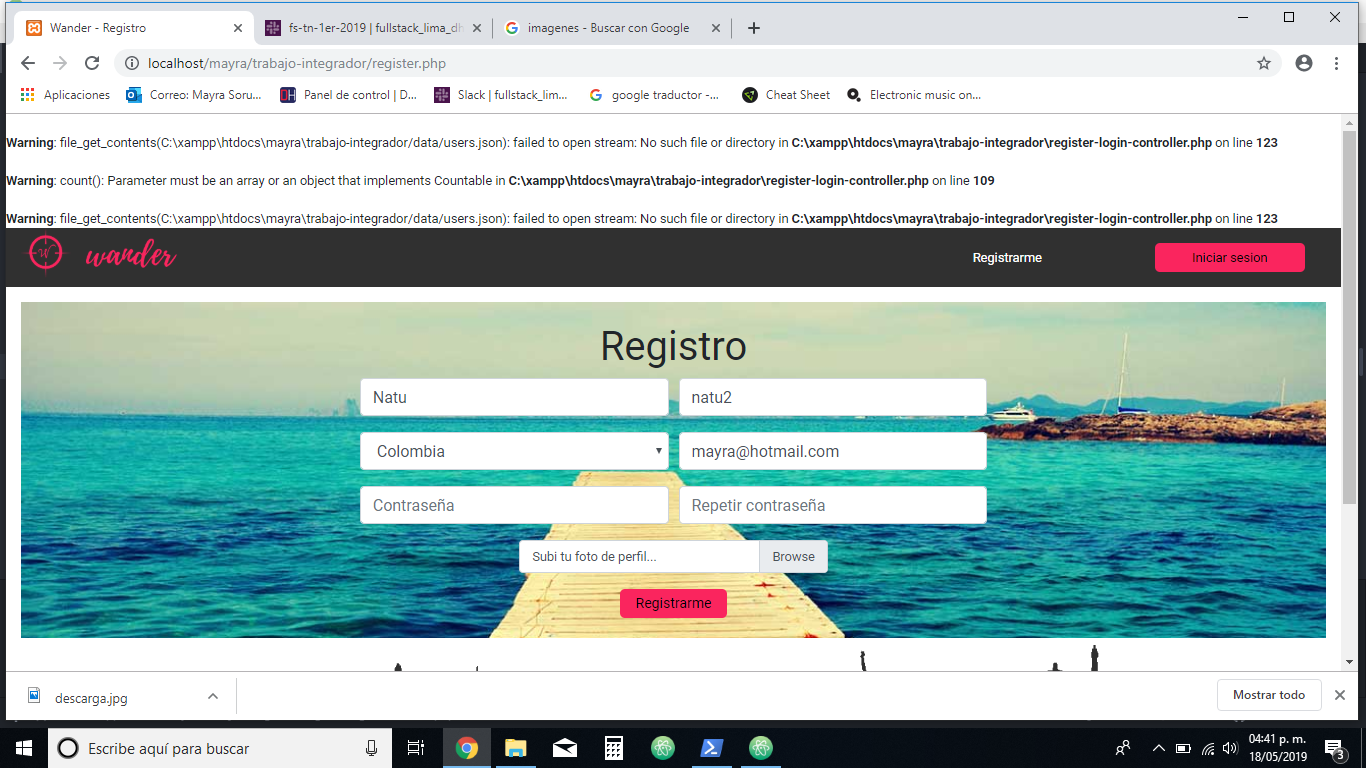 Wander - Registro
fs-tn-1er-2019 | fullstack_lima_dh
imagenes - Buscar con Google
localhost/mayra/trabajo-integrador/register.php
Aplicaciones
Correo: Mayra Soru...
Panel de control | D...
Slack | fullstack_lim...
google traductor -...
Cheat Sheet
Electronic music on...
Warning: file_get_contents(C:\xampp\htdocs\mayra\trabajo-integrador/data/users.json): failed to open stream: No such file or directory in C:\xampp\htdocs\mayra\trabajo-integrador\register-login-controller.php on line 123
Warning: count(): Parameter must be an array or an object that implements Countable in C:\xampp\htdocs\mayra\trabajo-integrador\register-login-controller.php on line 109
Warning: file_get_contents(C:\xampp\htdocs\mayra\trabajo-integrador/data/users.json): failed to open stream: No such file or directory in C:\xampp\htdocs\mayra\trabajo-integrador\register-login-controller.php on line 123
W
wander
Registrarme
Iniciar sesion
Registro
Natu
natu2
Colombia
mayra@hotmail.com
Contraseña
Repetir contraseña
Subi tu foto de perfil...
Browse
Registrarme
descarga.jpg
Mostrar todo
Escribe aquí para buscar
04:41 p. m.
18/05/2019
3